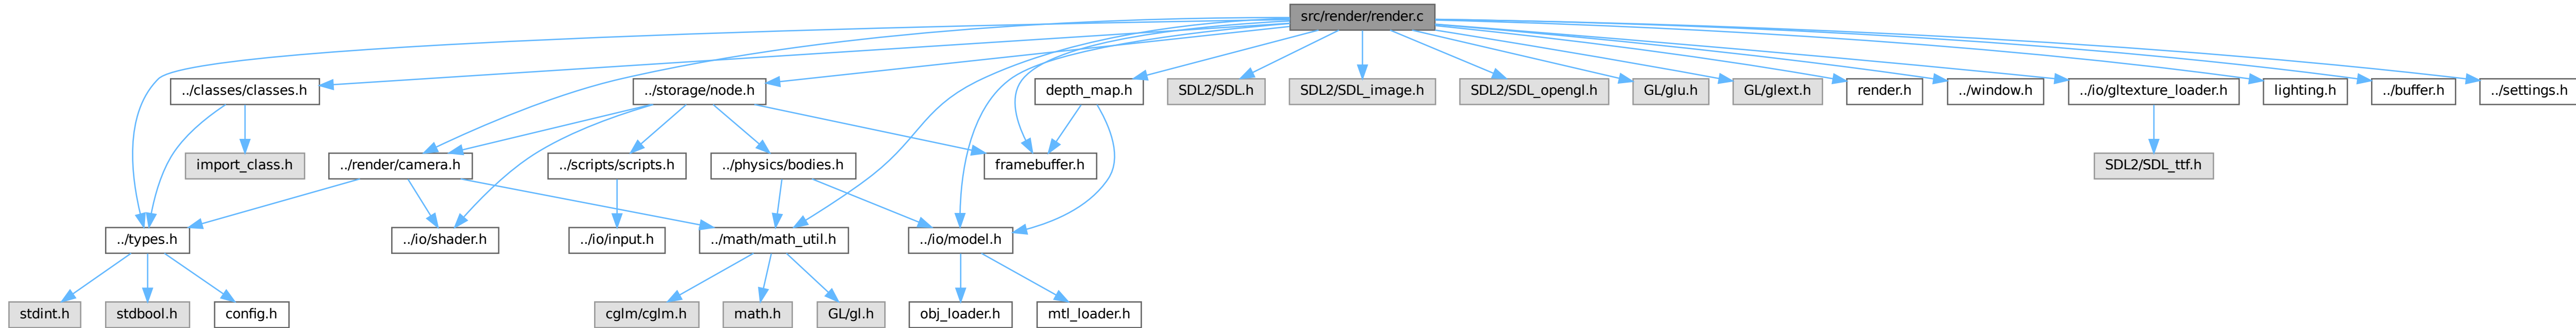 src/render/render.c
../classes/classes.h
../storage/node.h
depth_map.h
SDL2/SDL.h
SDL2/SDL_image.h
SDL2/SDL_opengl.h
GL/glu.h
GL/glext.h
render.h
../window.h
../io/gltexture_loader.h
lighting.h
../buffer.h
../settings.h
import_class.h
../render/camera.h
../scripts/scripts.h
../physics/bodies.h
framebuffer.h
SDL2/SDL_ttf.h
../types.h
../io/shader.h
../io/input.h
../math/math_util.h
../io/model.h
stdint.h
stdbool.h
config.h
cglm/cglm.h
math.h
GL/gl.h
obj_loader.h
mtl_loader.h